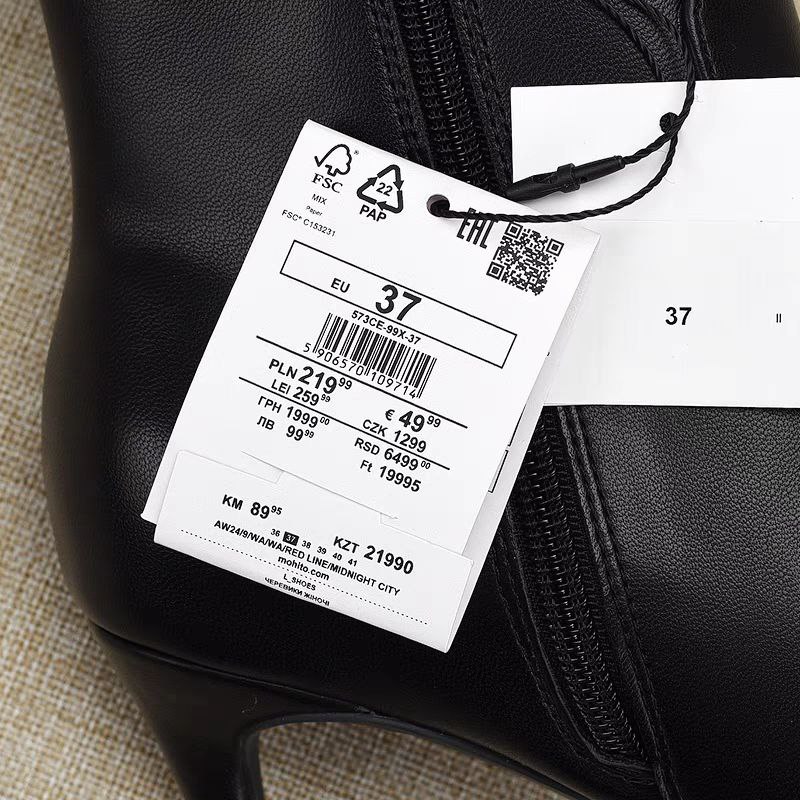 FSC®
MIX
Paper
FSC® C153231
22
PAP
EAC
EU 37
573CE-99X-37
5 906570 109714
PLN 219 99
LEI 259 99
ГРН 1999 00
ЛВ 99 99
€ 49 99
CZK 1299
RSD 6499 00
Ft 19995
KM 89 95
KZT 21990
36 37 38 39 40 41
AW24/9/WA/WA/RED LINE/MIDNIGHT CITY
mohito.com
L_SHOES
ЧЕРЕВИКИ ЖІНОЧІ
37
II